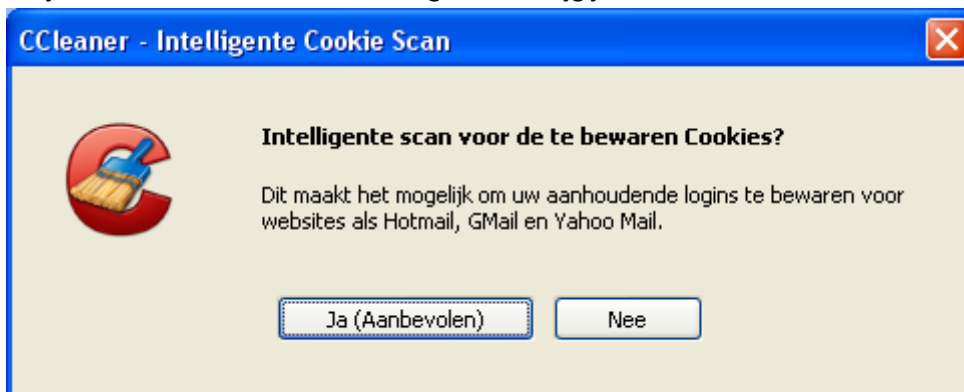 CCleaner - Intelligente Cookie Scan
Intelligente scan voor de te bewaren Cookies?
Dit maakt het mogelijk om uw aanhoudende logins te bewaren voor
websites als Hotmail, GMail en Yahoo Mail.
Ja (Aanbevolen) Nee